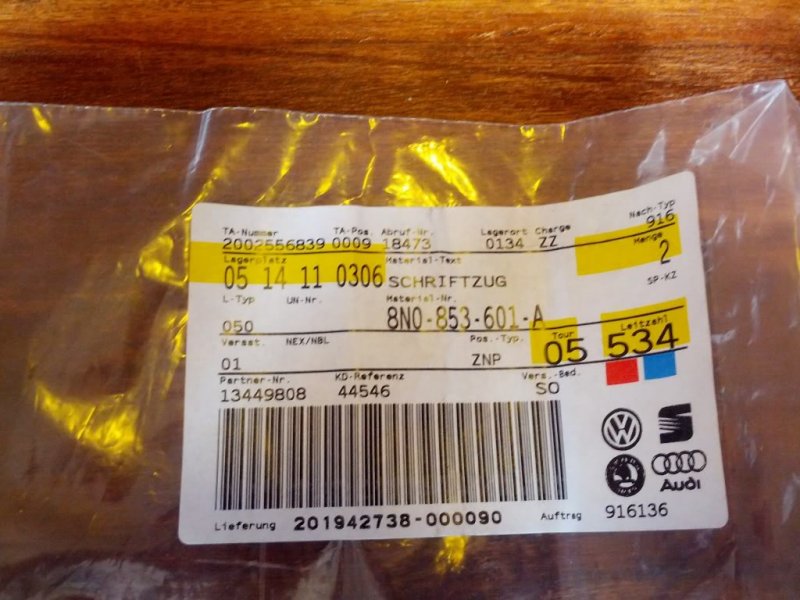 TA-Nummer TA-Pos. Abruf-Nr. Lagerort Charge Nach-Typ
2002556839 0009 18473 0134 ZZ 916
Lagerplatz Material-Text Menge
05 14 11 0306 SCHRIFTZUG 2
L-Typ UN-Nr. Material-Nr. SP-KZ
050 8N0-853-601-A
Versst. NEX/NBL Pos.-Typ. Tour Leitzahl
01 ZNP 05 534
Partner-Nr. KD-Referenz Vers.-Bed.
13449808 44546 SO
Audi
Lieferung 201942738-000090 Auftrag 916136